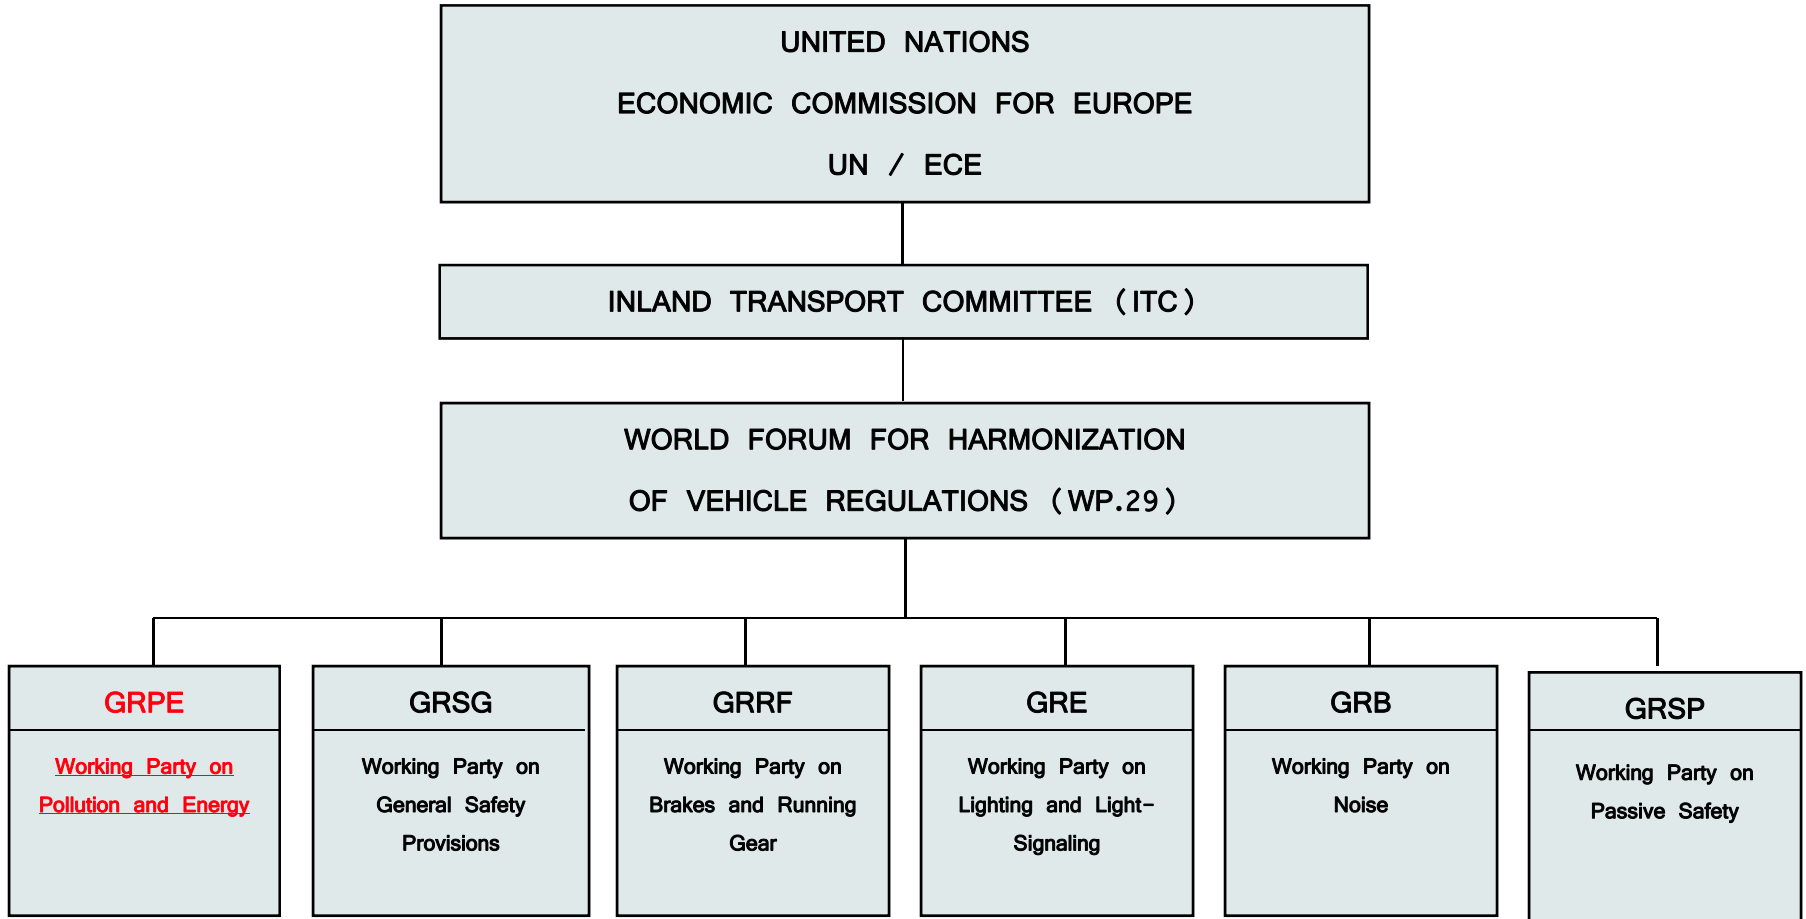 UNITED NATIONS
ECONOMIC COMMISSION FOR EUROPE
UN / ECE
INLAND TRANSPORT COMMITTEE (ITC)
WORLD FORUM FOR HARMONIZATION
OF VEHICLE REGULATIONS (WP.29)
GRPE
Working Party on
Pollution and Energy
GRSG
Working Party on
General Safety
Provisions
GRRF
Working Party on
Brakes and Running
Gear
GRE
Working Party on
Lighting and Light-
Signaling
GRB
Working Party on
Noise
GRSP
Working Party on
Passive Safety